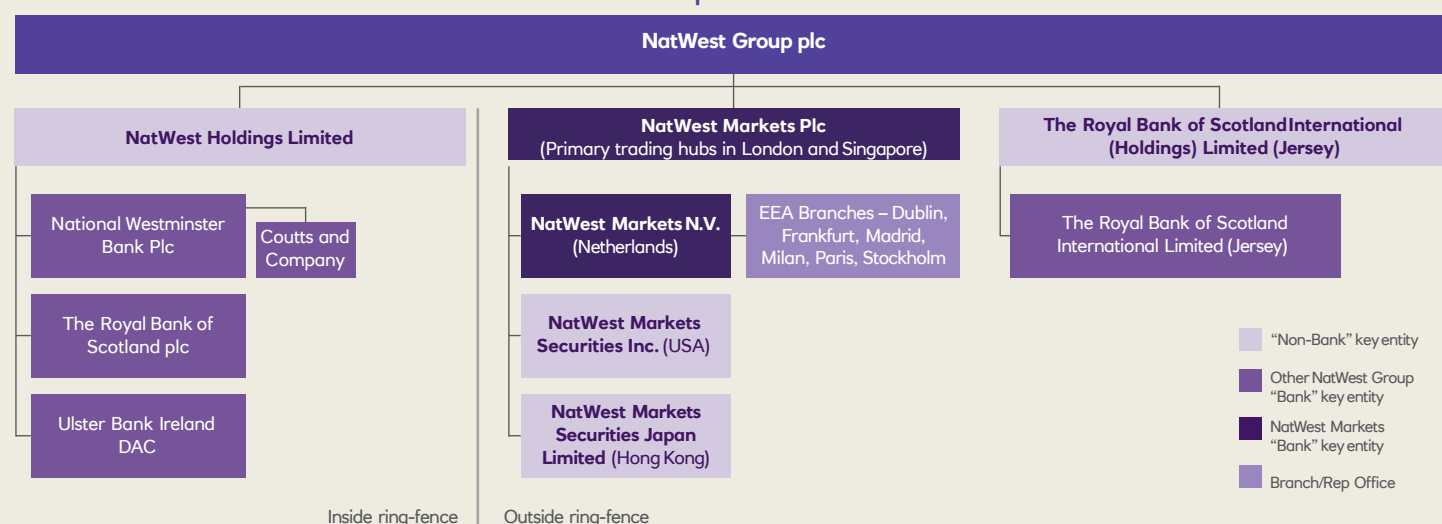 NatWest Group plc
NatWest Holdings Limited
National Westminster
Bank Plc
Coutts and
Company
The Royal Bank of
Scotland plc
Ulster Bank Ireland
DAC
Inside ring-fence
NatWest Markets Plc
(Primary trading hubs in London and Singapore)
NatWest Markets N.V.
(Netherlands)
EEA Branches – Dublin,
Frankfurt, Madrid,
Milan, Paris, Stockholm
NatWest Markets
Securities Inc. (USA)
NatWest Markets
Securities Japan
Limited (Hong Kong)
Outside ring-fence
The Royal Bank of Scotland International
(Holdings) Limited (Jersey)
The Royal Bank of Scotland
International Limited (Jersey)
“Non-Bank” key entity
Other NatWest Group
“Bank” key entity
NatWest Markets
“Bank” key entity
Branch/Rep Office